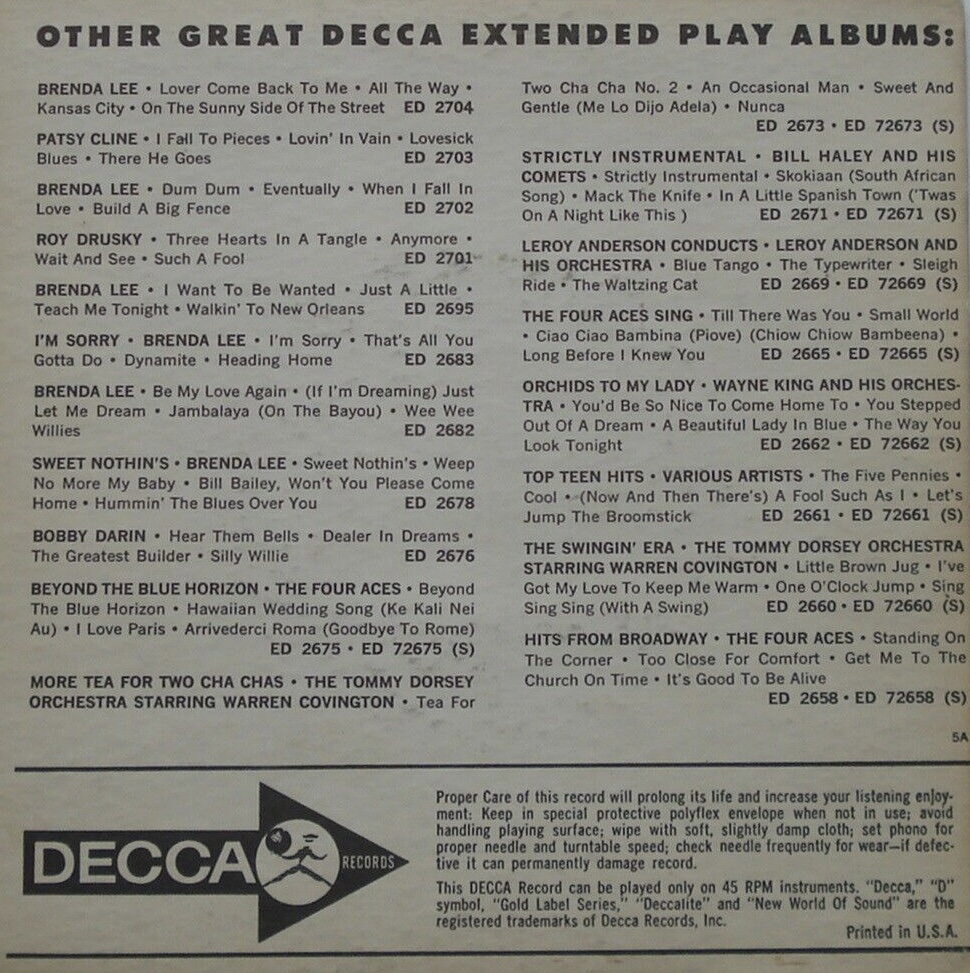 OTHER GREAT DECCA EXTENDED PLAY ALBUMS:
BRENDA LEE • Lover Come Back To Me • All The Way •
Kansas City • On The Sunny Side Of The Street ED 2704
PATSY CLINE • I Fall To Pieces • Lovin' In Vain • Lovesick
Blues • There He Goes ED 2703
BRENDA LEE • Dum Dum • Eventually • When I Fall In
Love • Build A Big Fence ED 2702
ROY DRUSKY • Three Hearts In A Tangle • Anymore •
Wait And See • Such A Fool ED 2701
BRENDA LEE • I Want To Be Wanted • Just A Little •
Teach Me Tonight • Walkin' To New Orleans ED 2695
I'M SORRY • BRENDA LEE • I'm Sorry • That's All You
Gotta Do • Dynamite • Heading Home ED 2683
BRENDA LEE • Be My Love Again • (If I'm Dreaming) Just
Let Me Dream • Jambalaya (On The Bayou) • Wee Wee
Willies ED 2682
SWEET NOTHIN'S • BRENDA LEE • Sweet Nothin's • Weep
No More My Baby • Bill Bailey, Won't You Please Come
Home • Hummin' The Blues Over You ED 2678
BOBBY DARIN • Hear Them Bells • Dealer In Dreams •
The Greatest Builder • Silly Willie ED 2676
BEYOND THE BLUE HORIZON • THE FOUR ACES • Beyond
The Blue Horizon • Hawaiian Wedding Song (Ke Kali Nei
Au) • I Love Paris • Arrivederci Roma (Goodbye To Rome)
ED 2675 • ED 72675 (S)
MORE TEA FOR TWO CHA CHAS • THE TOMMY DORSEY
ORCHESTRA STARRING WARREN COVINGTON • Tea For
Two Cha Cha No. 2 • An Occasional Man • Sweet And
Gentle (Me Lo Dijo Adela) • Nunca
ED 2673 • ED 72673 (S)
STRICTLY INSTRUMENTAL • BILL HALEY AND HIS
COMETS • Strictly Instrumental • Skokiaan (South African
Song) • Mack The Knife • In A Little Spanish Town ('Twas
On A Night Like This ) ED 2671 • ED 72671 (S)
LEROY ANDERSON CONDUCTS • LEROY ANDERSON AND
HIS ORCHESTRA • Blue Tango • The Typewriter • Sleigh
Ride • The Waltzing Cat ED 2669 • ED 72669 (S)
THE FOUR ACES SING • Till There Was You • Small World
• Ciao Ciao Bambina (Piove) (Chiow Chiow Bambeena) •
Long Before I Knew You ED 2665 • ED 72665 (S)
ORCHIDS TO MY LADY • WAYNE KING AND HIS ORCHES-
TRA • You'd Be So Nice To Come Home To • You Stepped
Out Of A Dream • A Beautiful Lady In Blue • The Way You
Look Tonight ED 2662 • ED 72662 (S)
TOP TEEN HITS • VARIOUS ARTISTS • The Five Pennies •
Cool • (Now And Then There's) A Fool Such As I • Let's
Jump The Broomstick ED 2661 • ED 72661 (S)
THE SWINGIN' ERA • THE TOMMY DORSEY ORCHESTRA
STARRING WARREN COVINGTON • Little Brown Jug • I've
Got My Love To Keep Me Warm • One O'Clock Jump • Sing
Sing Sing (With A Swing) ED 2660 • ED 72660 (S)
HITS FROM BROADWAY • THE FOUR ACES • Standing On
The Corner • Too Close For Comfort • Get Me To The
Church On Time • It's Good To Be Alive
ED 2658 • ED 72658 (S)
5A
DECCA RECORDS
Proper Care of this record will prolong its life and increase your listening enjoy-
ment: Keep in special protective polyflex envelope when not in use; avoid
handling playing surface; wipe with soft, slightly damp cloth; set phono for
proper needle and turntable speed; check needle frequently for wear—if defec-
tive it can permanently damage record.
This DECCA Record can be played only on 45 RPM instruments. "Decca," "D"
symbol, "Gold Label Series," "Deccalite" and "New World Of Sound" are the
registered trademarks of Decca Records, Inc.
Printed in U.S.A.